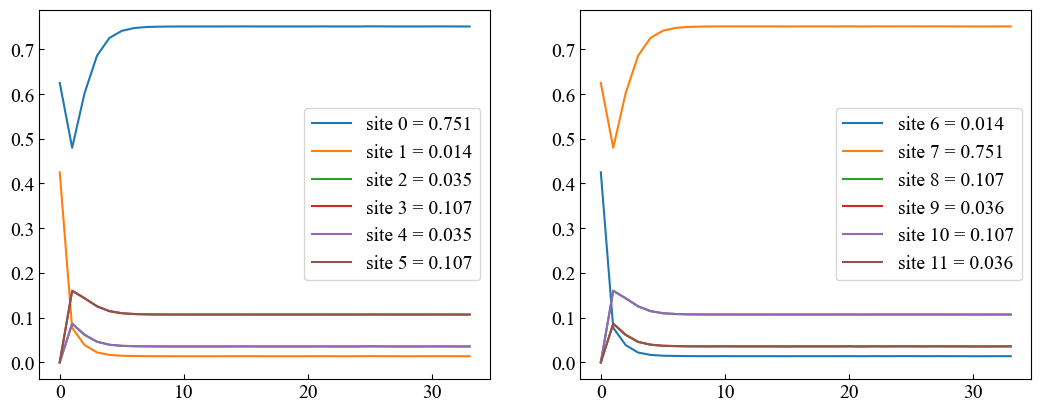 0.7
0.6
0.5
0.4
0.3
0.2
0.1
0.0
0
10
20
30
site 0 = 0.751
site 1 = 0.014
site 2 = 0.035
site 3 = 0.107
site 4 = 0.035
site 5 = 0.107
0.7
0.6
0.5
0.4
0.3
0.2
0.1
0.0
0
10
20
30
site 6 = 0.014
site 7 = 0.751
site 8 = 0.107
site 9 = 0.036
site 10 = 0.107
site 11 = 0.036